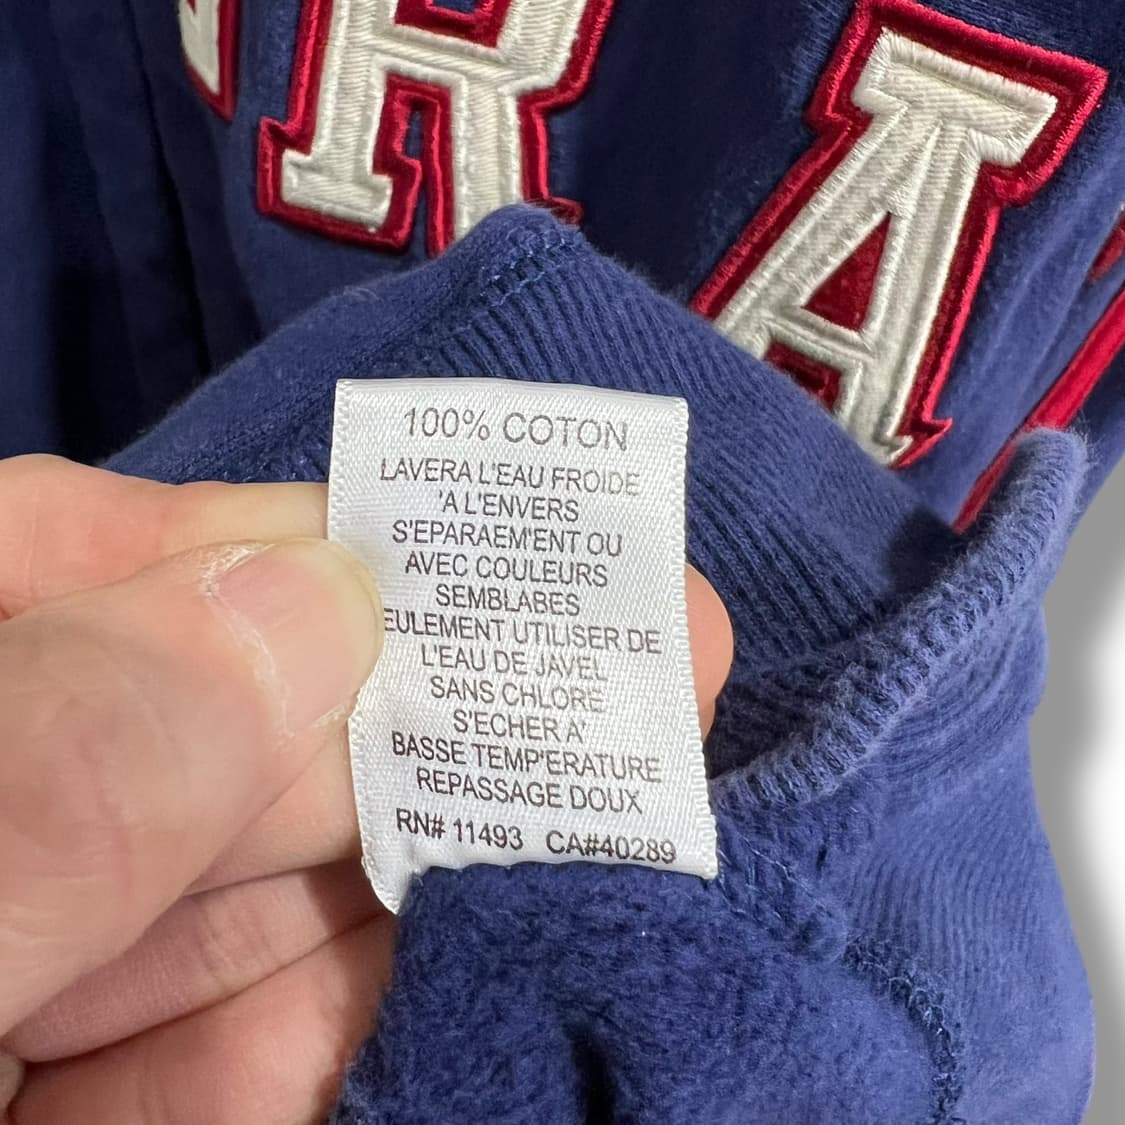 RA
100% COTON
LAVERA L'EAU FROIDE
'A L'ENVERS
S'EPARAEM'ENT OU
AVEC COULEURS
SEMBLABES
EULEMENT UTILISER DE
L'EAU DE JAVEL
SANS CHLORE
S'ECHER A'
BASSE TEMP'ERATURE
REPASSAGE DOUX
RN# 11493 CA#40289